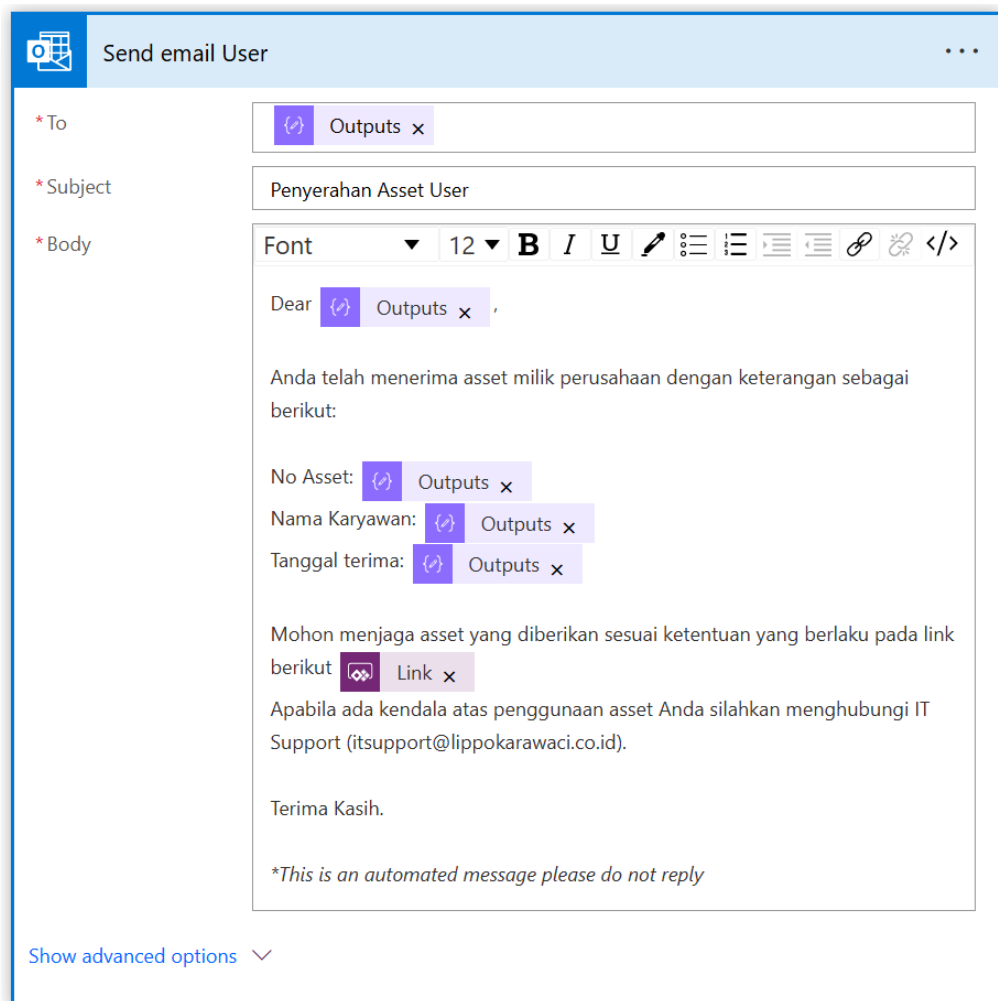 Send email User
* To
Outputs ×
* Subject
Penyerahan Asset User
* Body
Font 12 B I U </>
Dear Outputs × ,
Anda telah menerima asset milik perusahaan dengan keterangan sebagai
berikut:
No Asset: Outputs ×
Nama Karyawan: Outputs ×
Tanggal terima: Outputs ×
Mohon menjaga asset yang diberikan sesuai ketentuan yang berlaku pada link
berikut Link ×
Apabila ada kendala atas penggunaan asset Anda silahkan menghubungi IT
Support (itsupport@lippokarawaci.co.id).
Terima Kasih.
*This is an automated message please do not reply
Show advanced options